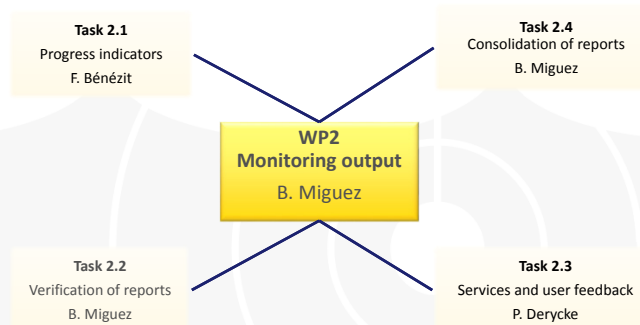 Task 2.1
Progress indicators
F. Bénézit
Task 2.4
Consolidation of reports
B. Miguez
WP2
Monitoring output
B. Miguez
Task 2.2
Verification of reports
B. Miguez
Task 2.3
Services and user feedback
P. Derycke